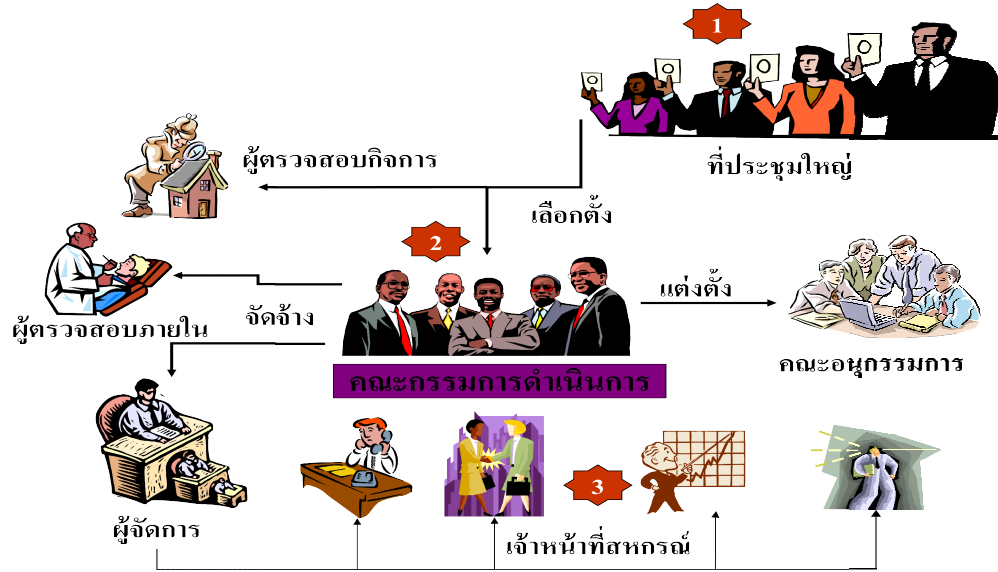 1
ที่ประชุมใหญ่
ผู้ตรวจสอบกิจการ
เลือกตั้ง
2
แต่งตั้ง
ผู้ตรวจสอบภายใน
จัดจ้าง
คณะอนุกรรมการ
คณะกรรมการดำเนินการ
3
ผู้จัดการ
เจ้าหน้าที่สหกรณ์